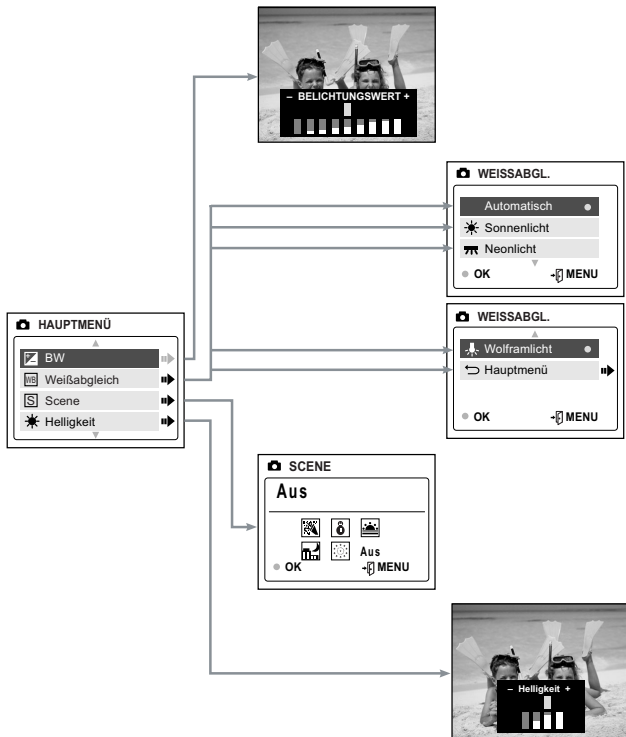 – BELICHTUNGSWERT +
WEISSABGL.
Automatisch
Sonnenlicht
Neonlicht
OK MENU
HAUPTMENÜ
BW
WB Weißabgleich
S Scene
Helligkeit
WEISSABGL.
Wolframlicht
Hauptmenü
OK MENU
SCENE
Aus
Aus
OK MENU
– Helligkeit +